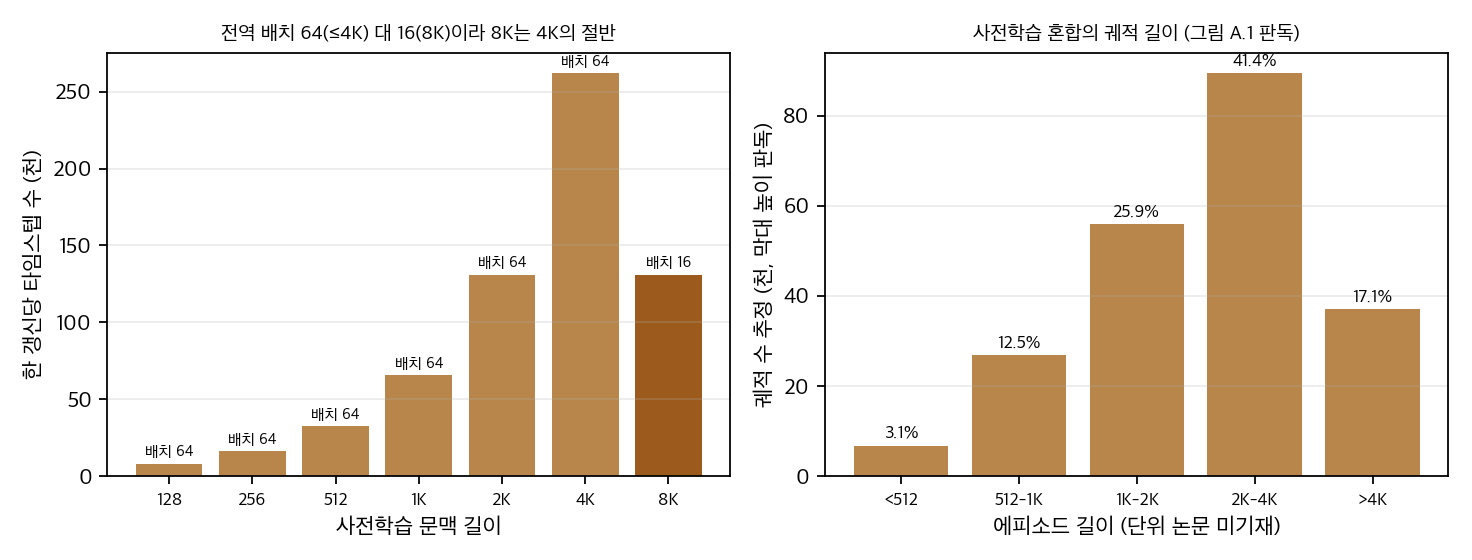 전역 배치 64(≤4K) 대 16(8K)이라 8K는 4K의 절반
한 갱신당 타임스텝 수 (천)
250
200
150
100
50
0
배치 64
배치 64
배치 64
배치 64
배치 64
배치 64
배치 16
128
256
512
1K
2K
4K
8K
사전학습 문맥 길이
사전학습 혼합의 궤적 길이 (그림 A.1 판독)
궤적 수 추정 (천, 막대 높이 판독)
80
60
40
20
0
3.1%
12.5%
25.9%
41.4%
17.1%
<512
512–1K
1K–2K
2K–4K
>4K
에피소드 길이 (단위 논문 미기재)